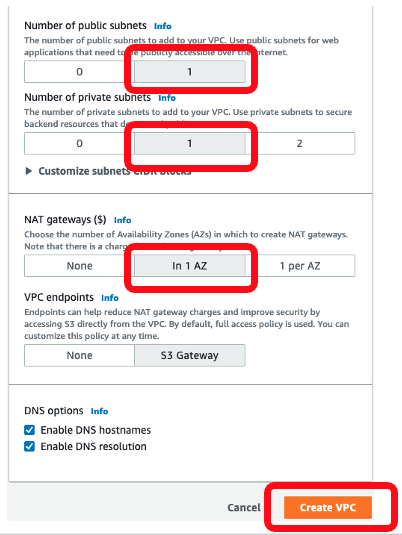 Number of public subnets Info
The number of public subnets to add to your VPC. Use public subnets for web
applications that need to be publicly accessible over the internet.
0 1
Number of private subnets Info
The number of private subnets to add to your VPC. Use private subnets to secure
backend resources that
0 1 2
Customize subnets CIDR blocks
NAT gateways ($) Info
Choose the number of Availability Zones (AZs) in which to create NAT gateways.
Note that there is a
None In 1 AZ 1 per AZ
VPC endpoints Info
Endpoints can help reduce NAT gateway charges and improve security by
accessing S3 directly from the VPC. By default, full access policy is used. You can
customize this policy at any time.
None S3 Gateway
DNS options Info
Enable DNS hostnames
Enable DNS resolution
Cancel Create VPC